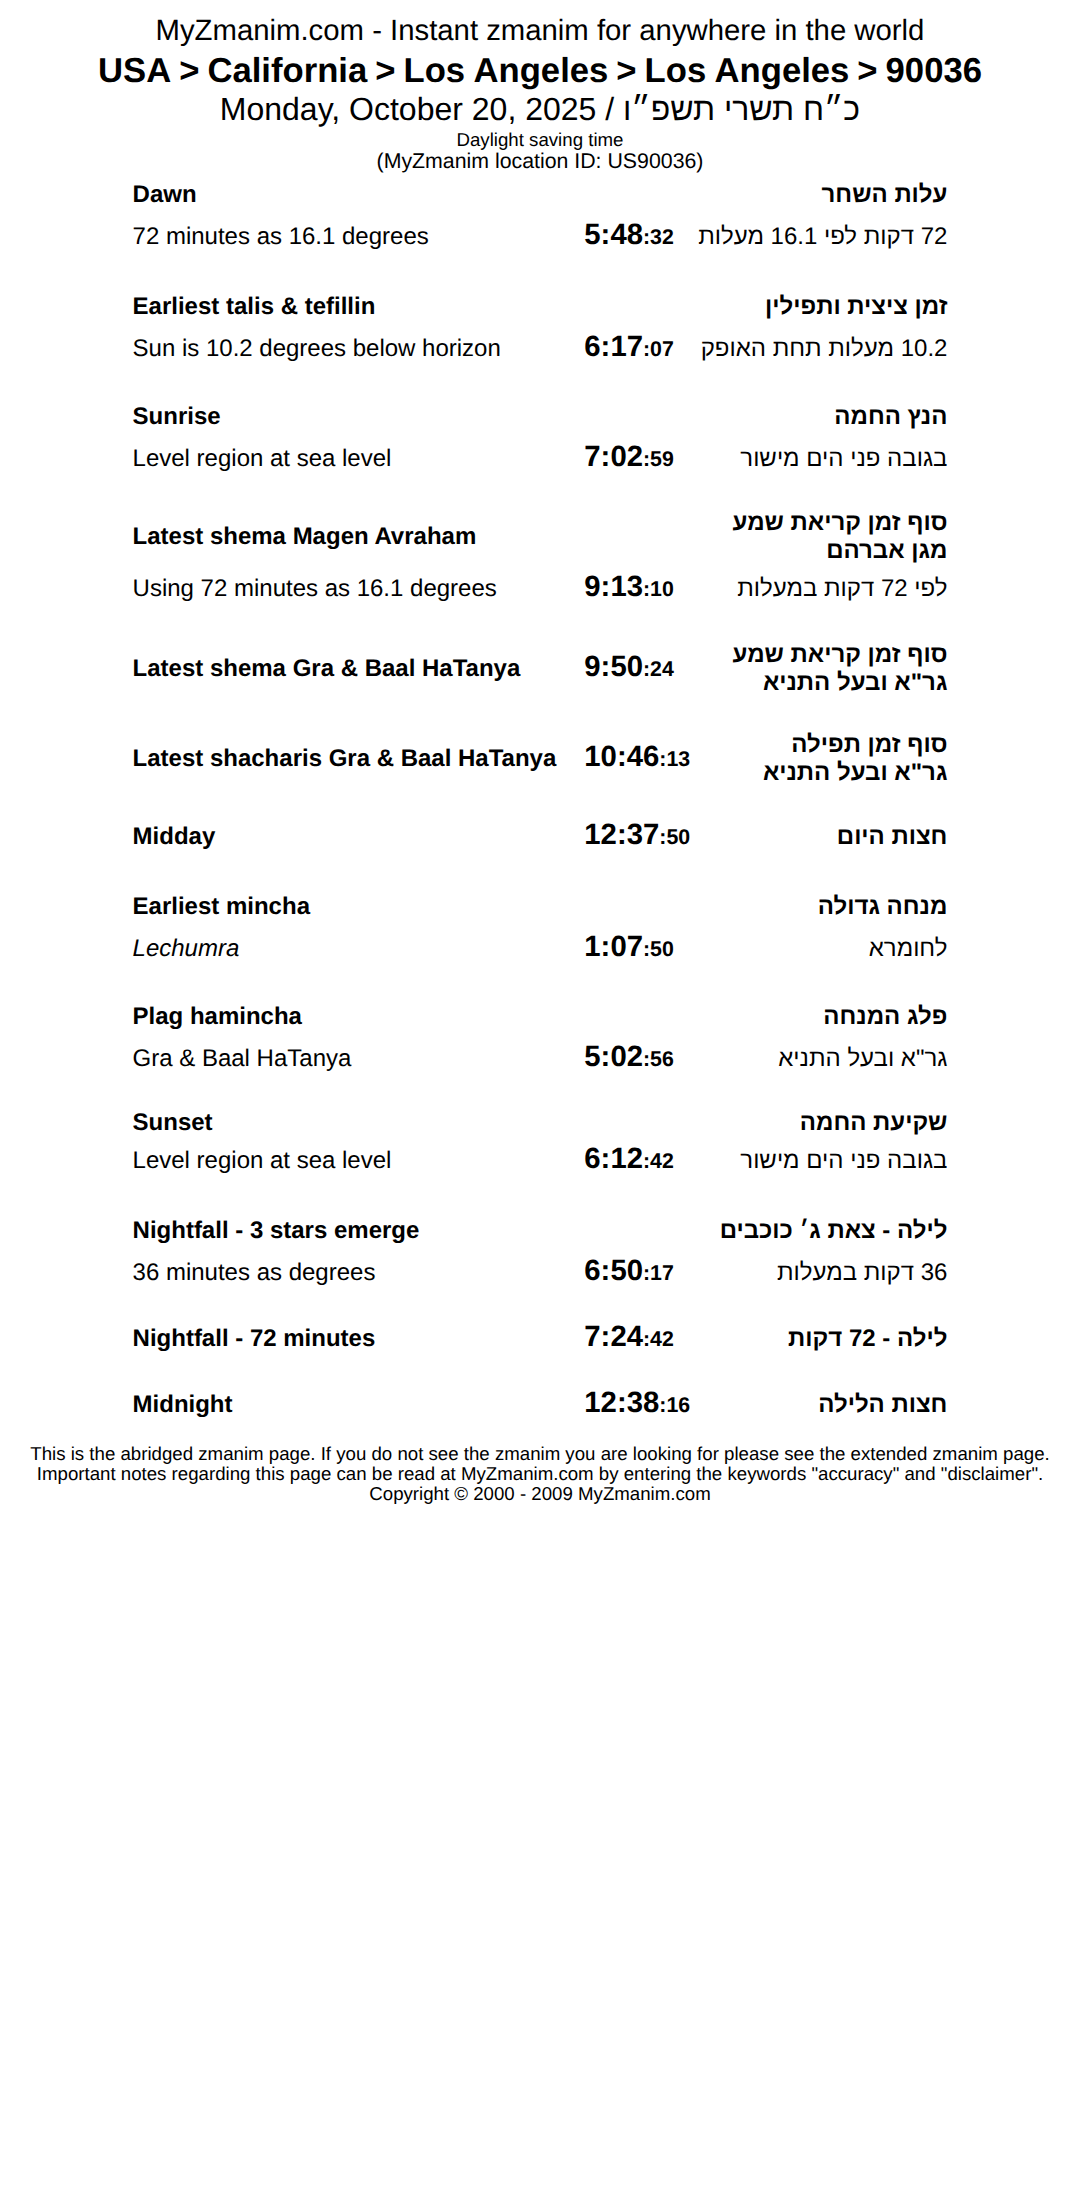 MyZmanim.com - Instant zmanim for anywhere in the world
USA > California > Los Angeles > Los Angeles > 90036
Monday, October 20, 2025 / כ״ח תשרי תשפ״ו
Daylight saving time
(MyZmanim location ID: US90036)
Dawn עלות השחר
72 minutes as 16.1 degrees 5:48:32 72 דקות לפי 16.1 מעלות
Earliest talis & tefillin זמן ציצית ותפילין
Sun is 10.2 degrees below horizon 6:17:07 10.2 מעלות תחת האופק
Sunrise הנץ החמה
Level region at sea level 7:02:59 בגובה פני הים מישור
Latest shema Magen Avraham סוף זמן קריאת שמע
מגן אברהם
Using 72 minutes as 16.1 degrees 9:13:10 לפי 72 דקות במעלות
Latest shema Gra & Baal HaTanya 9:50:24 סוף זמן קריאת שמע
גר"א ובעל התניא
Latest shacharis Gra & Baal HaTanya 10:46:13 סוף זמן תפילה
גר"א ובעל התניא
Midday 12:37:50 חצות היום
Earliest mincha מנחה גדולה
Lechumra 1:07:50 לחומרא
Plag hamincha פלג המנחה
Gra & Baal HaTanya 5:02:56 גר"א ובעל התניא
Sunset שקיעת החמה
Level region at sea level 6:12:42 בגובה פני הים מישור
Nightfall - 3 stars emerge לילה - צאת ג׳ כוכבים
36 minutes as degrees 6:50:17 36 דקות במעלות
Nightfall - 72 minutes 7:24:42 לילה - 72 דקות
Midnight 12:38:16 חצות הלילה
This is the abridged zmanim page. If you do not see the zmanim you are looking for please see the extended zmanim page.
Important notes regarding this page can be read at MyZmanim.com by entering the keywords "accuracy" and "disclaimer".
Copyright © 2000 - 2009 MyZmanim.com